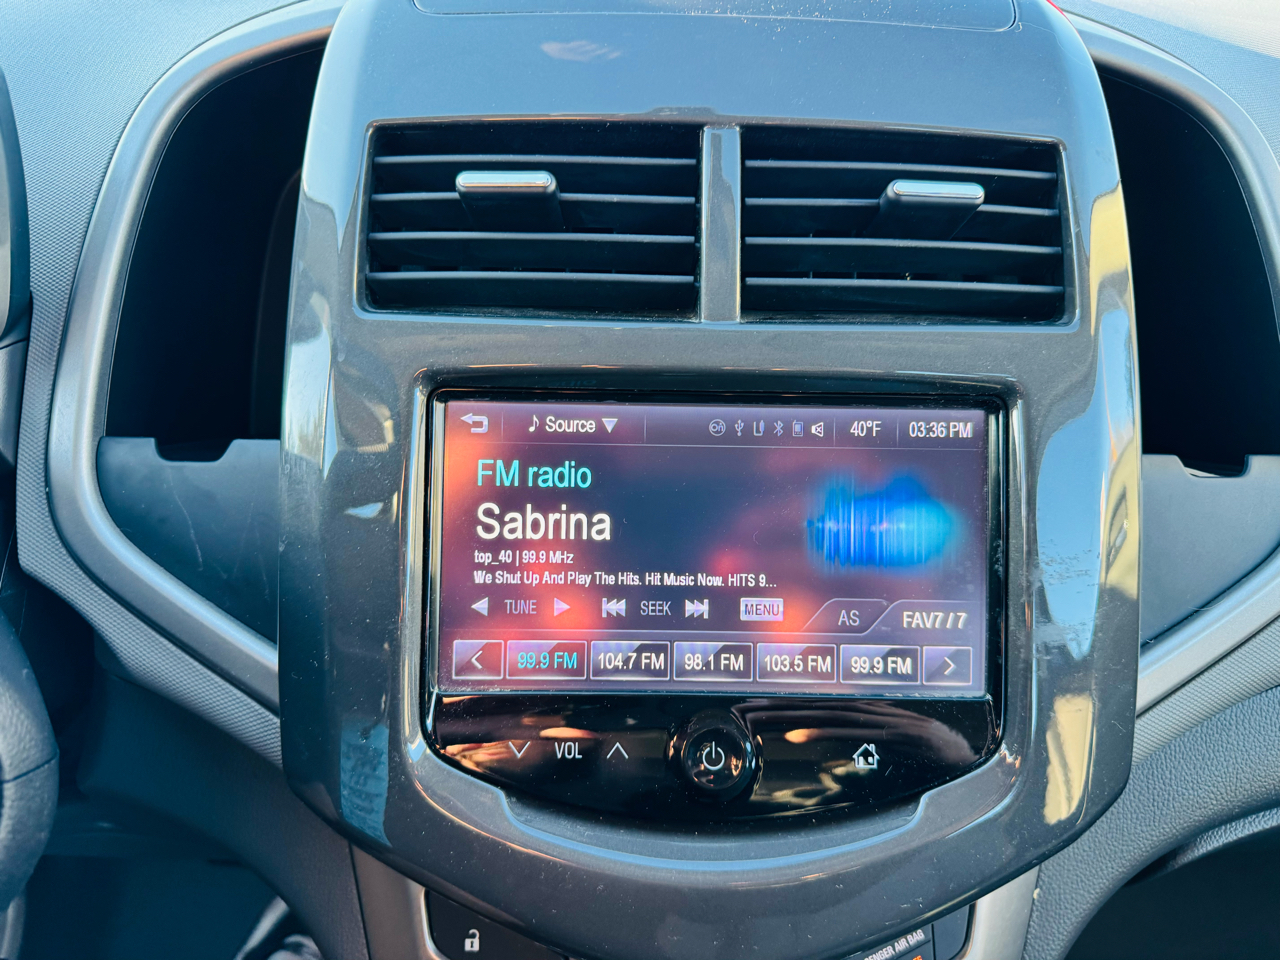 Source 40°F 03:36 PM
FM radio
Sabrina
top_40 | 99.9 MHz
We Shut Up And Play The Hits. Hit Music Now. HITS 9...
TUNE SEEK MENU AS FAV7 / 7
99.9 FM 104.7 FM 98.1 FM 103.5 FM 99.9 FM
VOL
AIR BAG